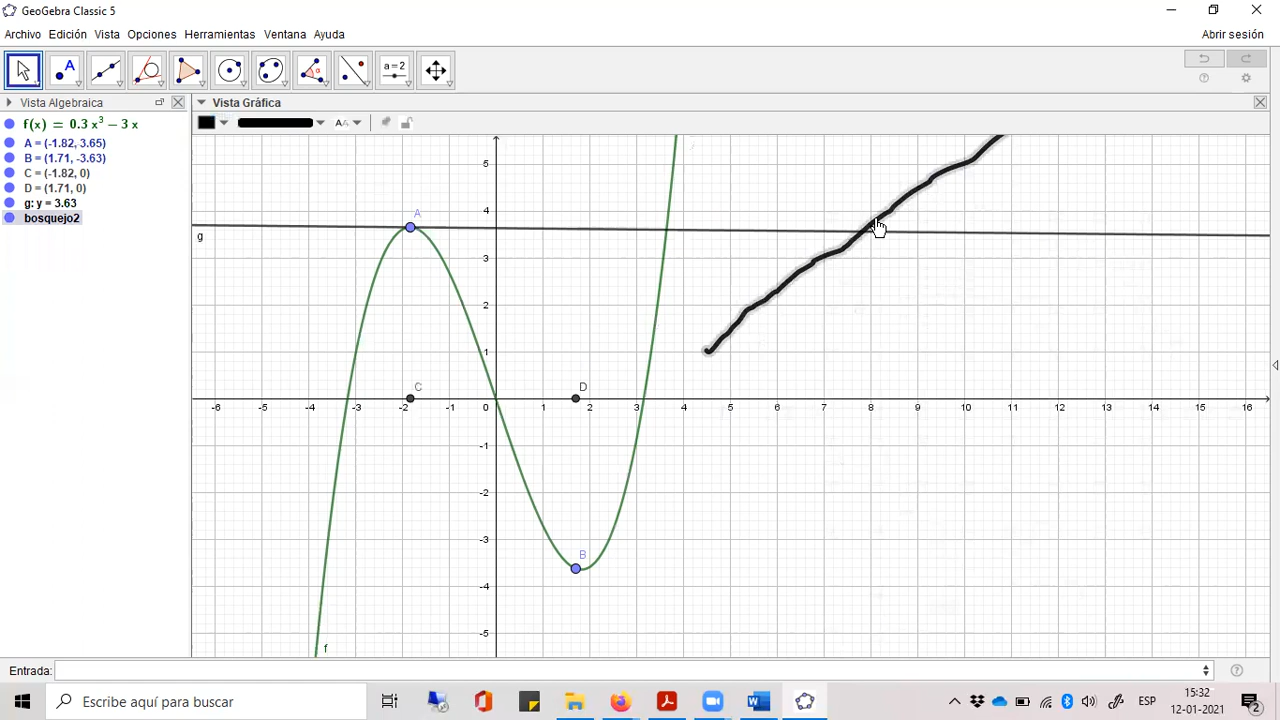 GeoGebra Classic 5
Archivo Edición Vista Opciones Herramientas Ventana Ayuda
Abrir sesión
A
α
a = 2
Vista Algebraica
Vista Gráfica
f(x) = 0.3 x³ − 3 x
A = (-1.82, 3.65)
B = (1.71, -3.63)
C = (-1.82, 0)
D = (1.71, 0)
g: y = 3.63
bosquejo2
AA
5
4
A
g
3
2
1
C
D
-6 -5 -4 -3 -2 -1 0 1 2 3 4 5 6 7 8 9 10 11 12 13 14 15 16
-1
-2
-3
B
-4
-5
f
Entrada:
Escribe aquí para buscar
ESP
15:32
12-01-2021
2